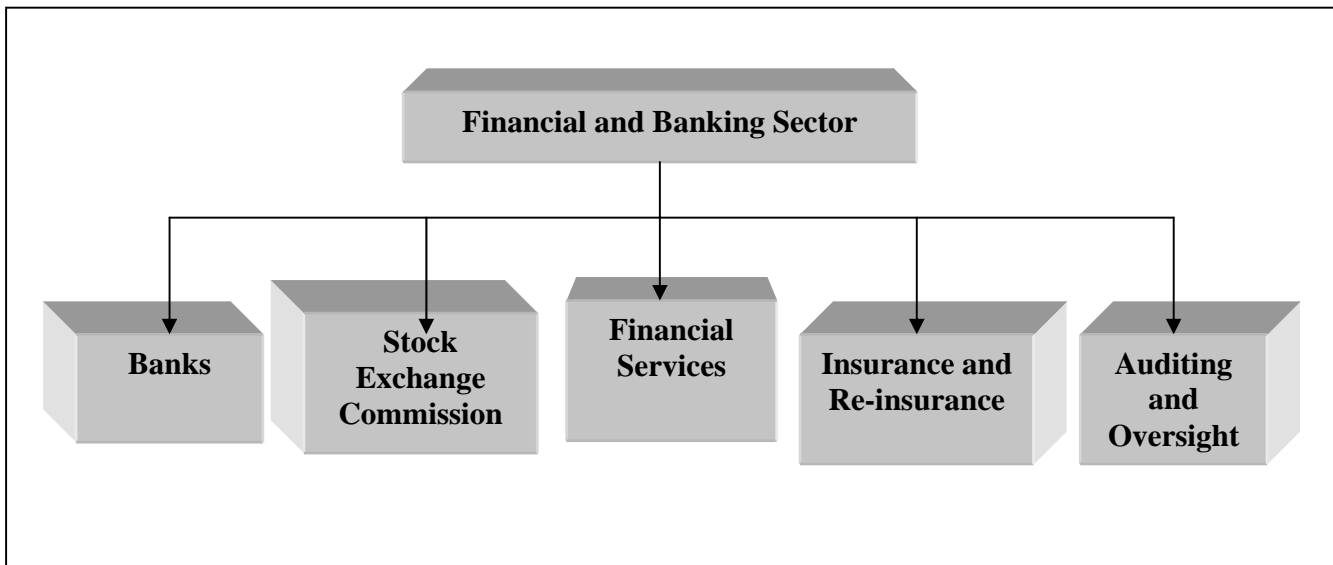 Financial and Banking Sector
Banks
Stock
Exchange
Commission
Financial
Services
Insurance and
Re-insurance
Auditing
and
Oversight